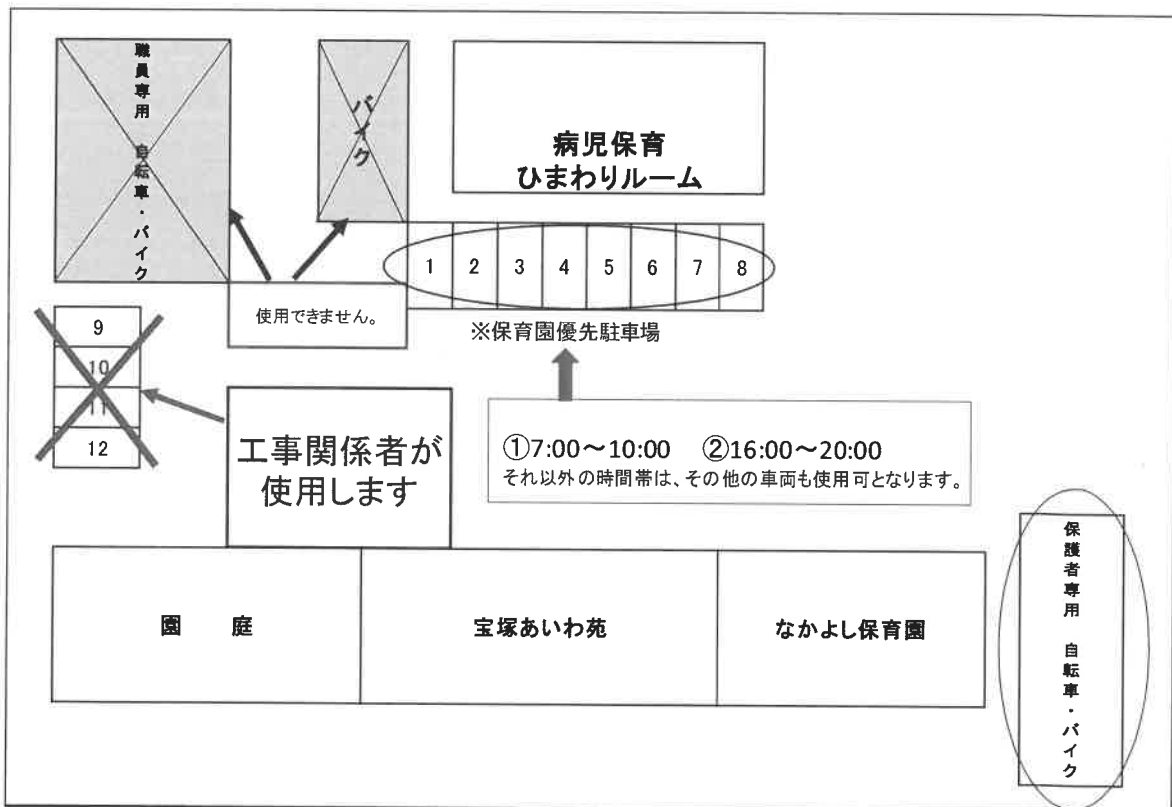 職員専用 自転車・バイク
バイク
病児保育
ひまわりルーム
1 2 3 4 5 6 7 8
使用できません。
※保育園優先駐車場
9
10
11
12
工事関係者が
使用します
①7:00～10:00 ②16:00～20:00
それ以外の時間帯は、その他の車両も使用可となります。
園 庭
宝塚あいわ苑
なかよし保育園
保護者専用 自転車・バイク